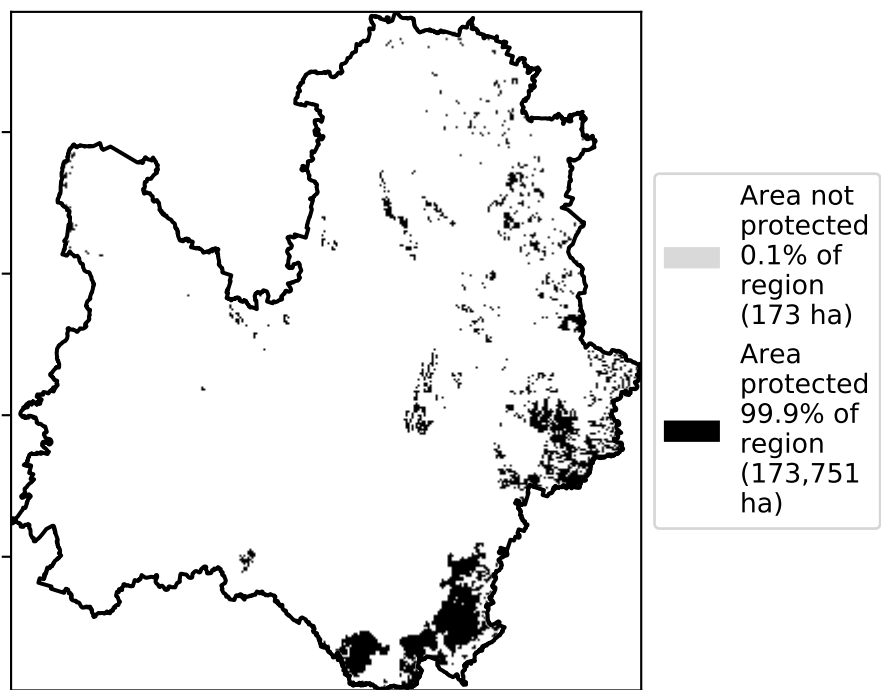 Area not
protected
0.1% of
region
(173 ha)
Area
protected
99.9% of
region
(173,751
ha)